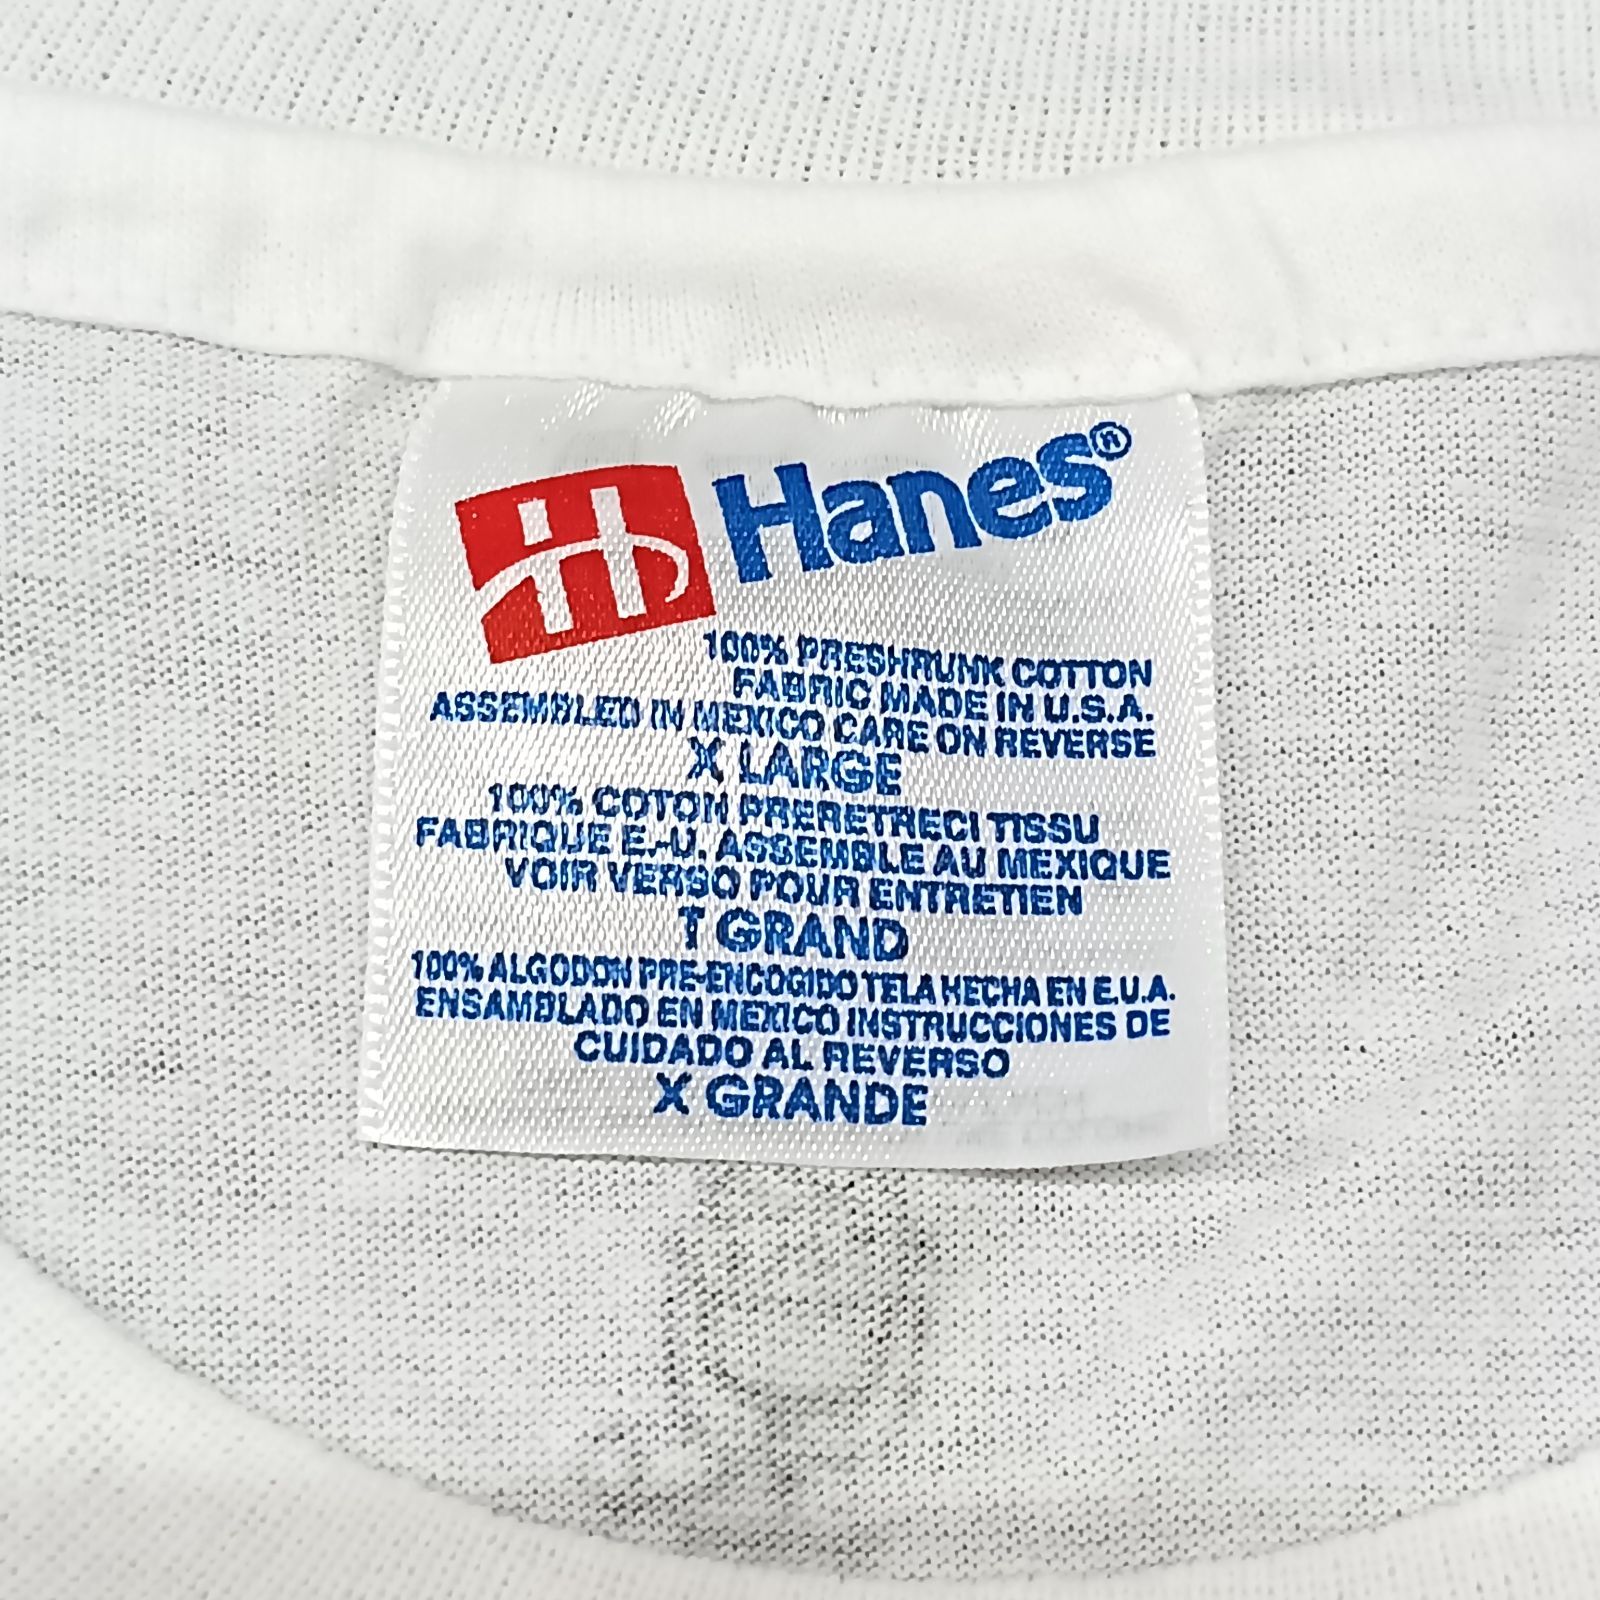 Hanes®
100% PRESHRUNK COTTON
FABRIC MADE IN U.S.A.
ASSEMBLED IN MEXICO CARE ON REVERSE
X LARGE
100% COTON PRERETRECI TISSU
FABRIQUE E.-U. ASSEMBLE AU MEXIQUE
VOIR VERSO POUR ENTRETIEN
T GRAND
100% ALGODON PRE-ENCOGIDO TELA HECHA EN E.U.A.
ENSAMBLADO EN MEXICO INSTRUCCIONES DE
CUIDADO AL REVERSO
X GRANDE